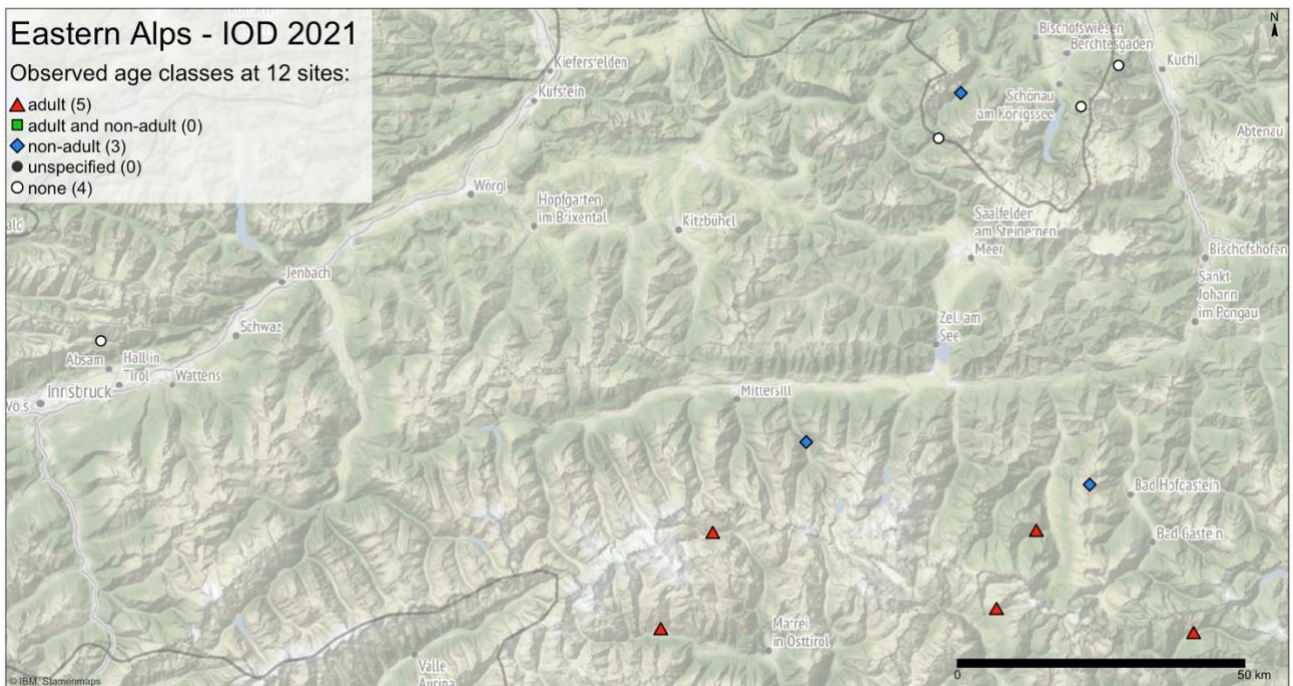 Eastern Alps - IOD 2021
Observed age classes at 12 sites:
adult (5)
adult and non-adult (0)
non-adult (3)
unspecified (0)
none (4)
N
Bischofswiesen
Berchtesgaden
Kuchl
Kiefersfelden
Kufstein
Schönau
am Königssee
Abtenau
Wörgl
Hopfgarten
im Brixental
Kitzbühel
Saalfelden
am Steinernen
Meer
ald
Bischofshofen
Jenbach
Sankt
Johann
im Pongau
Schwaz
Zell am
See
Absam
Hall in
Tirol
Wattens
Innsbruck
Völs
Mittersill
Bad Hofgastein
Bad Gastein
Matrei
in Osttirol
Valle
Aurina
0
50 km
© IBM, Stamenmaps